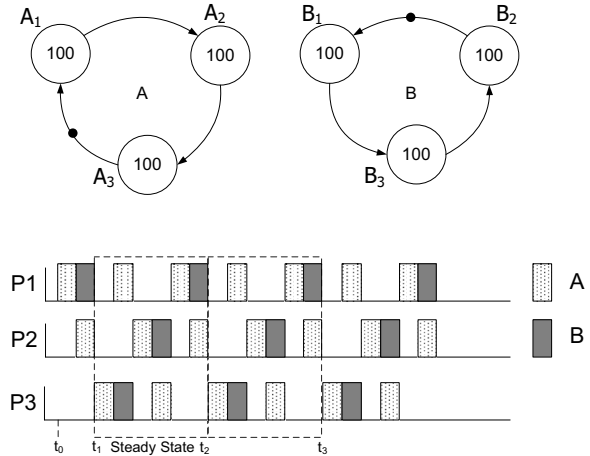 A₁ A₂ B₁ B₂
100 100 100 100
A B
100 100
A₃ B₃
P1 A
P2 B
P3
t₀ t₁ Steady State t₂ t₃